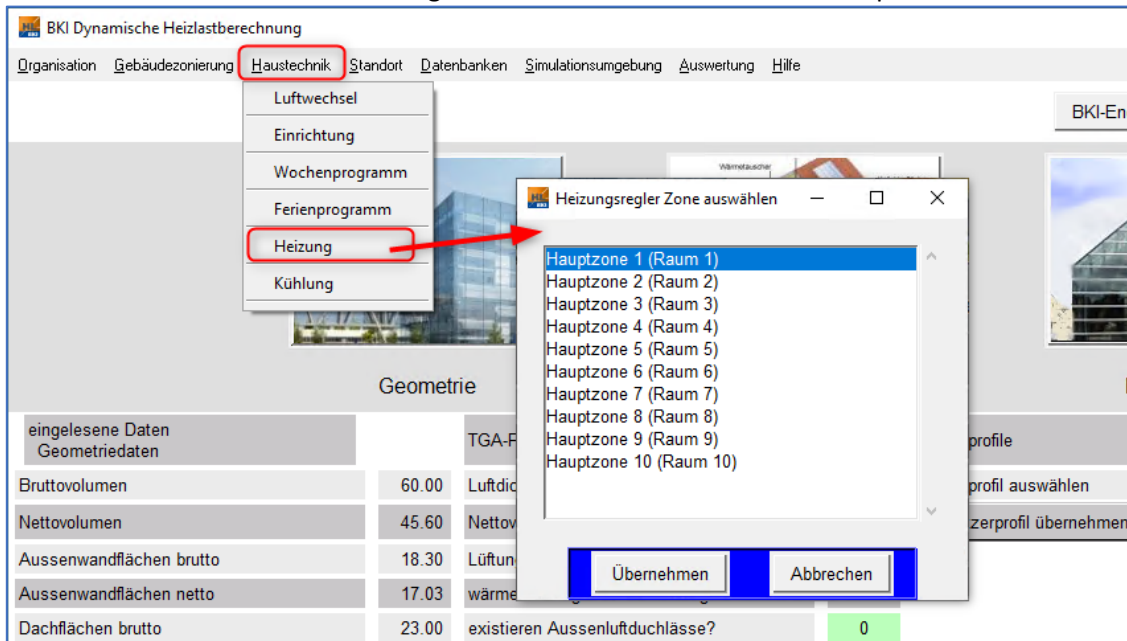 BKI Dynamische Heizlastberechnung
Organisation Gebäudezonierung Haustechnik Standort Datenbanken Simulationsumgebung Auswertung Hilfe
Luftwechsel
Einrichtung
Wochenprogramm
Ferienprogramm
Heizung
Kühlung
BKI-En
Wärmetauscher
Heizungsregler Zone auswählen
Hauptzone 1 (Raum 1)
Hauptzone 2 (Raum 2)
Hauptzone 3 (Raum 3)
Hauptzone 4 (Raum 4)
Hauptzone 5 (Raum 5)
Hauptzone 6 (Raum 6)
Hauptzone 7 (Raum 7)
Hauptzone 8 (Raum 8)
Hauptzone 9 (Raum 9)
Hauptzone 10 (Raum 10)
Übernehmen Abbrechen
Geometrie
eingelesene Daten
Geometriedaten
TGA-F
profile
Bruttovolumen 60.00 Luftdic profil auswählen
Nettovolumen 45.60 Nettov zerprofil übernehmen
Aussenwandflächen brutto 18.30 Lüftun
Aussenwandflächen netto 17.03 wärme
Dachflächen brutto 23.00 existieren Aussenluftduchlässe? 0